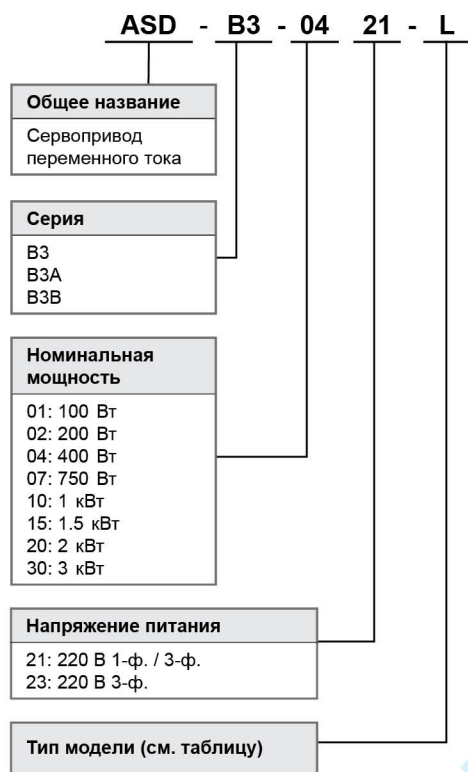 ASD - B3 - 04 21 - L
Общее название
Сервопривод
переменного тока
Серия
B3
B3A
B3B
Номинальная
мощность
01: 100 Вт
02: 200 Вт
04: 400 Вт
07: 750 Вт
10: 1 кВт
15: 1.5 кВт
20: 2 кВт
30: 3 кВт
Напряжение питания
21: 220 В 1-ф. / 3-ф.
23: 220 В 3-ф.
Тип модели (см. таблицу)